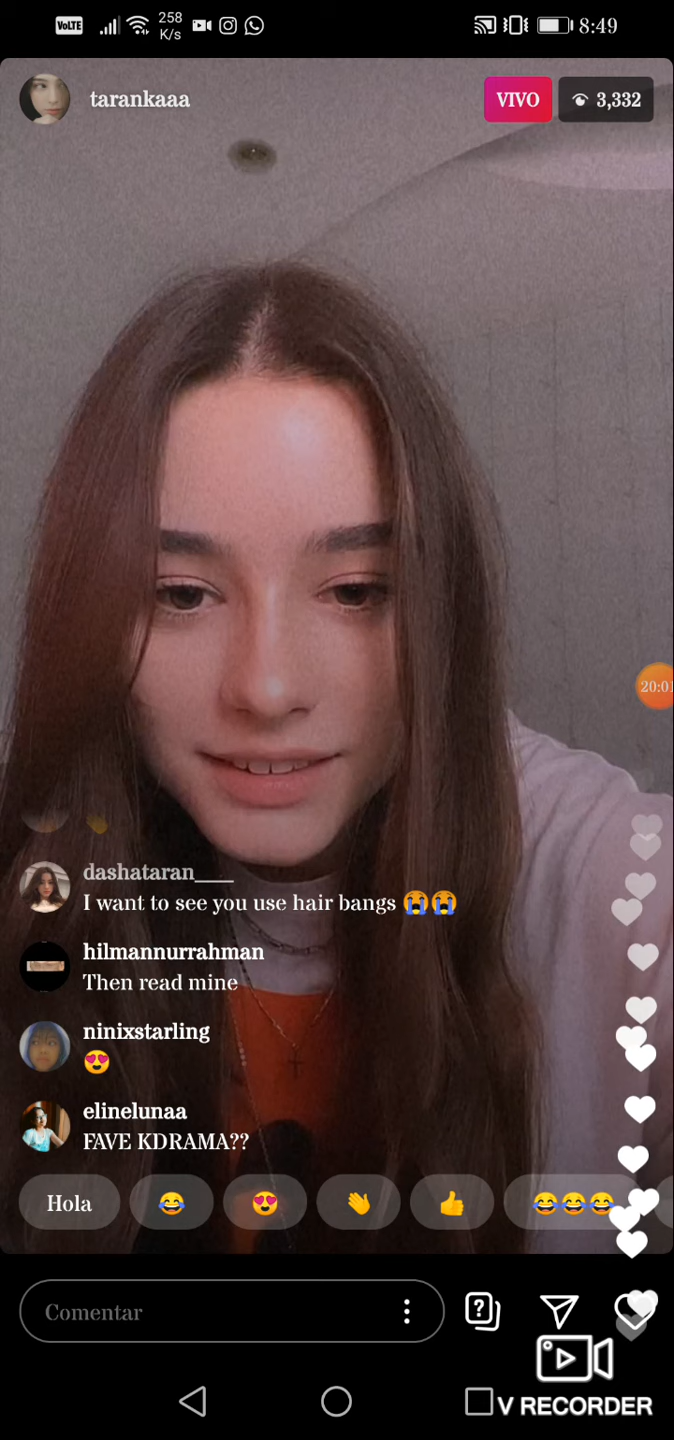 VoLTE
258
K/s
8:49
tarankaaa
VIVO
3,332
20:01
dashataran___
I want to see you use hair bangs 😭😭
hilmannurrahman
Then read mine
ninixstarling
😍
elinelunaa
FAVE KDRAMA??
Hola 😂 😍 👋 👍 😂😂😂
Comentar
V RECORDER